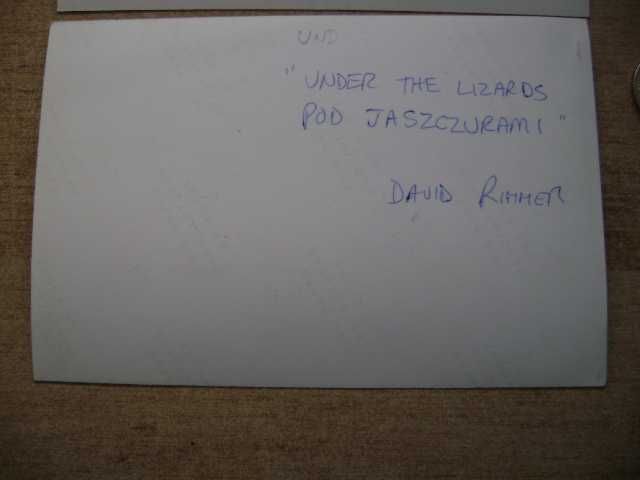 UND
"UNDER THE LIZARDS
POD JASZCZURAMI"
DAVID RIMMER